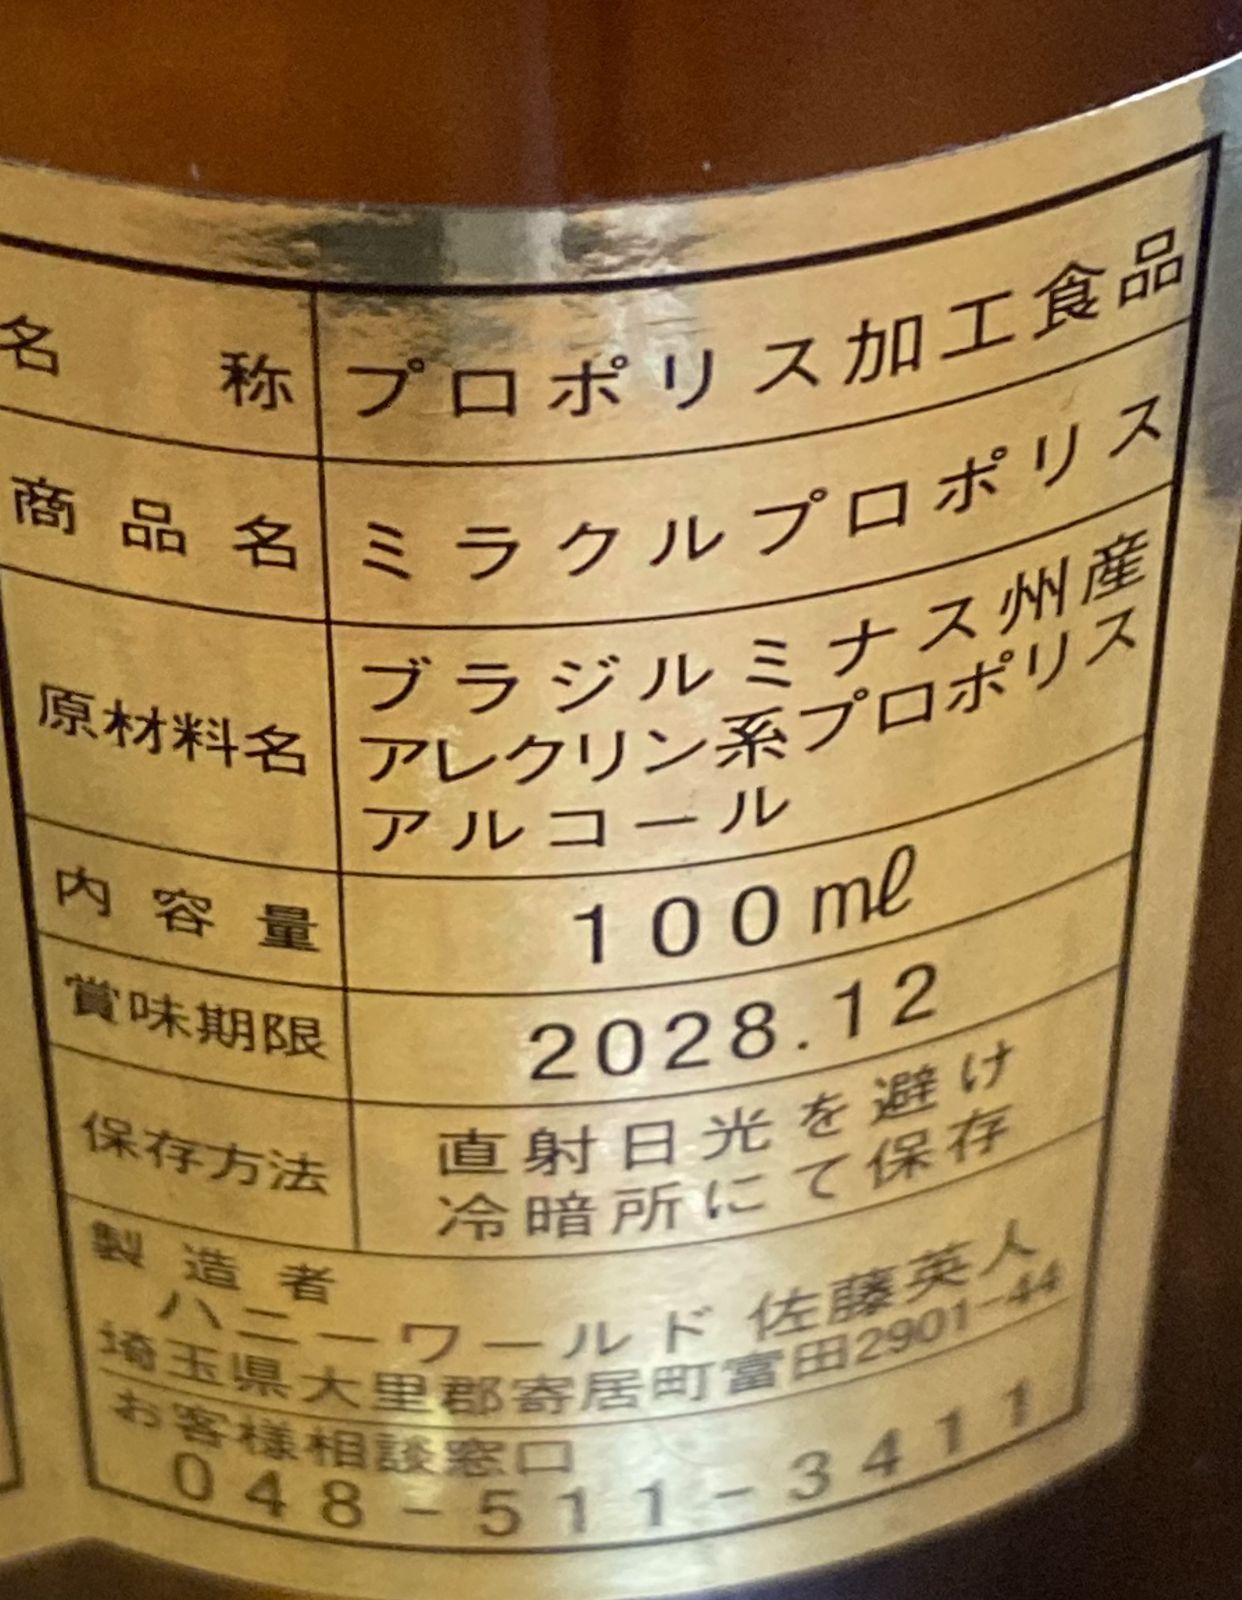 名称 プロポリス加工食品
商品名 ミラクルプロポリス
原材料名 ブラジルミナス州産
アレクリン系プロポリス
アルコール
内容量 100mℓ
賞味期限 2028.12
保存方法 直射日光を避け
冷暗所にて保存
製造者
ハニーワールド 佐藤英人
埼玉県大里郡寄居町富田2901-44
お客様相談窓口
048-511-3411